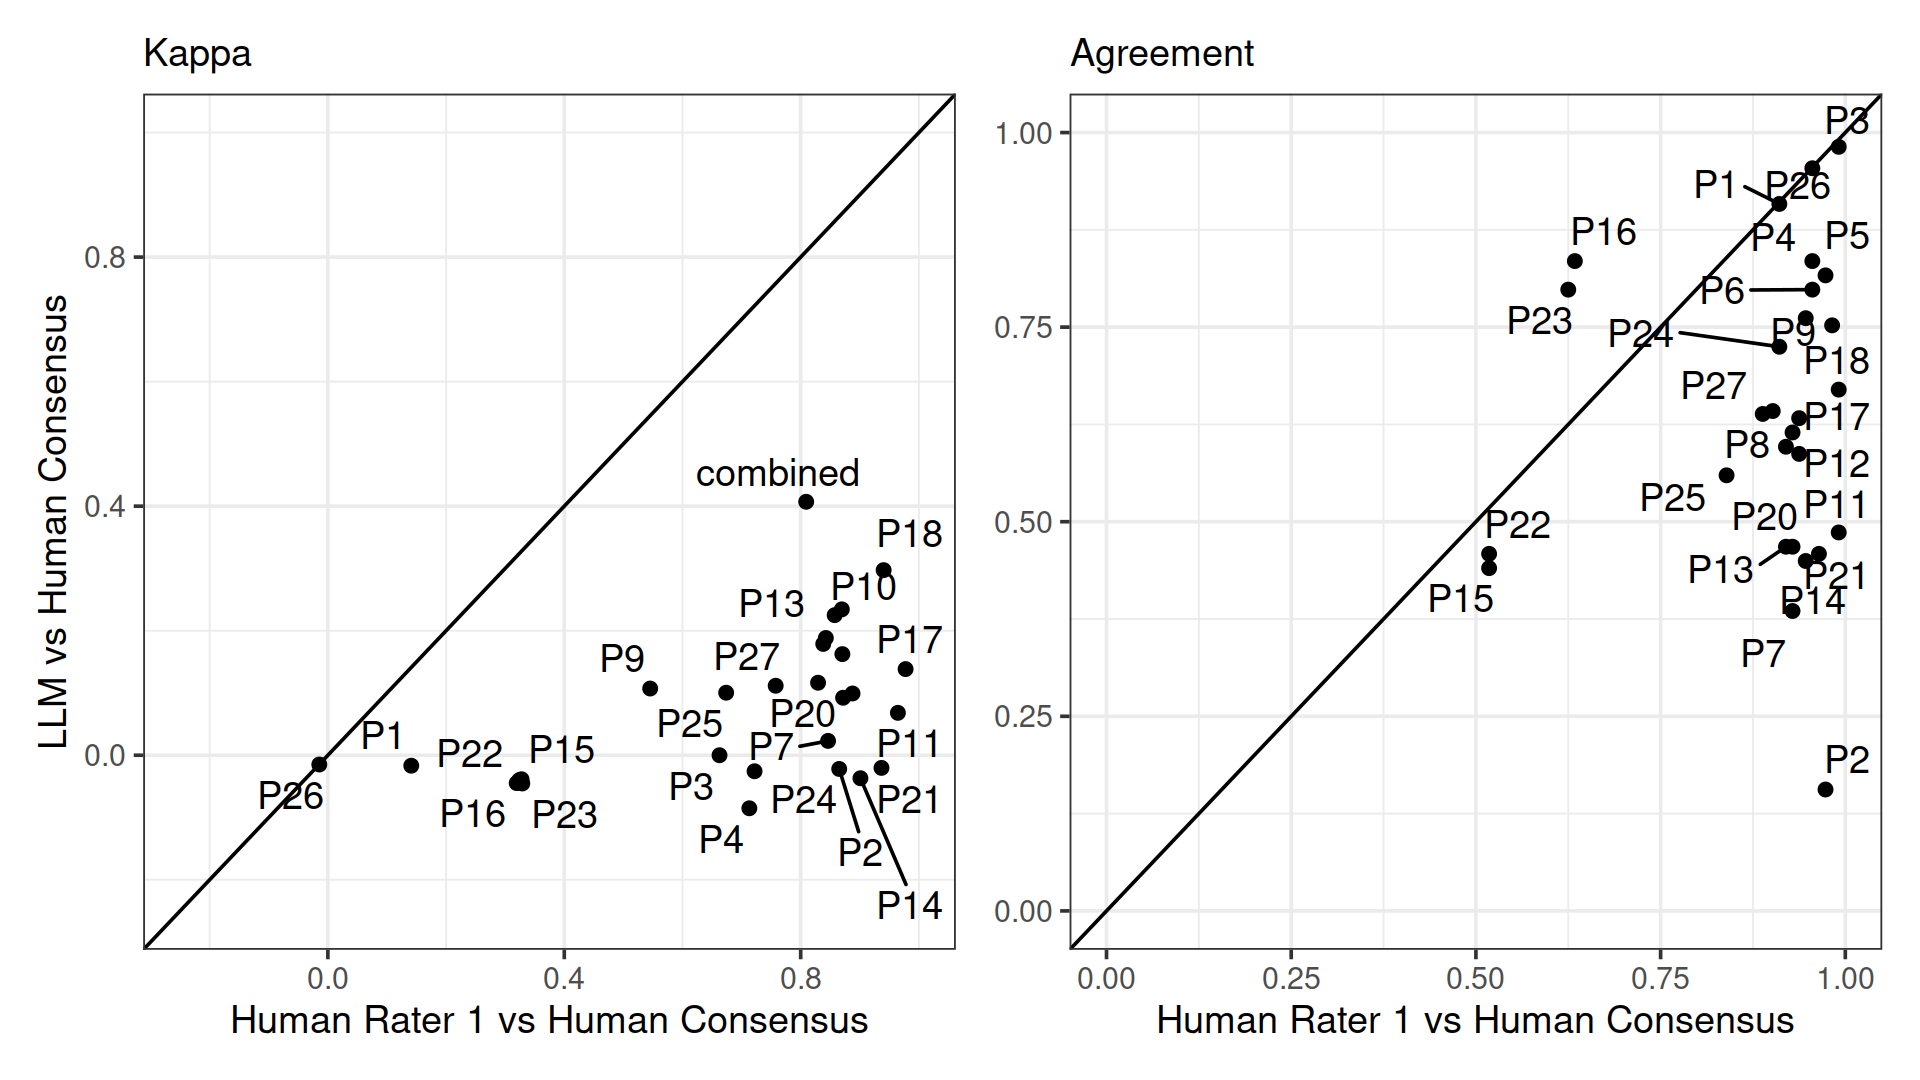 Kappa
Agreement
LLM vs Human Consensus
0.8
0.4
0.0
combined
P18
P10
P13
P17
P9
P27
P25
P20
P1
P22
P15
P7
P11
P26
P3
P24
P21
P16
P23
P4
P2
P14
0.0
0.4
0.8
Human Rater 1 vs Human Consensus
1.00
0.75
0.50
0.25
0.00
P3
P1
P26
P16
P4
P5
P6
P23
P24
P9
P18
P27
P17
P8
P12
P25
P11
P20
P22
P13
P21
P15
P14
P7
P2
0.00
0.25
0.50
0.75
1.00
Human Rater 1 vs Human Consensus